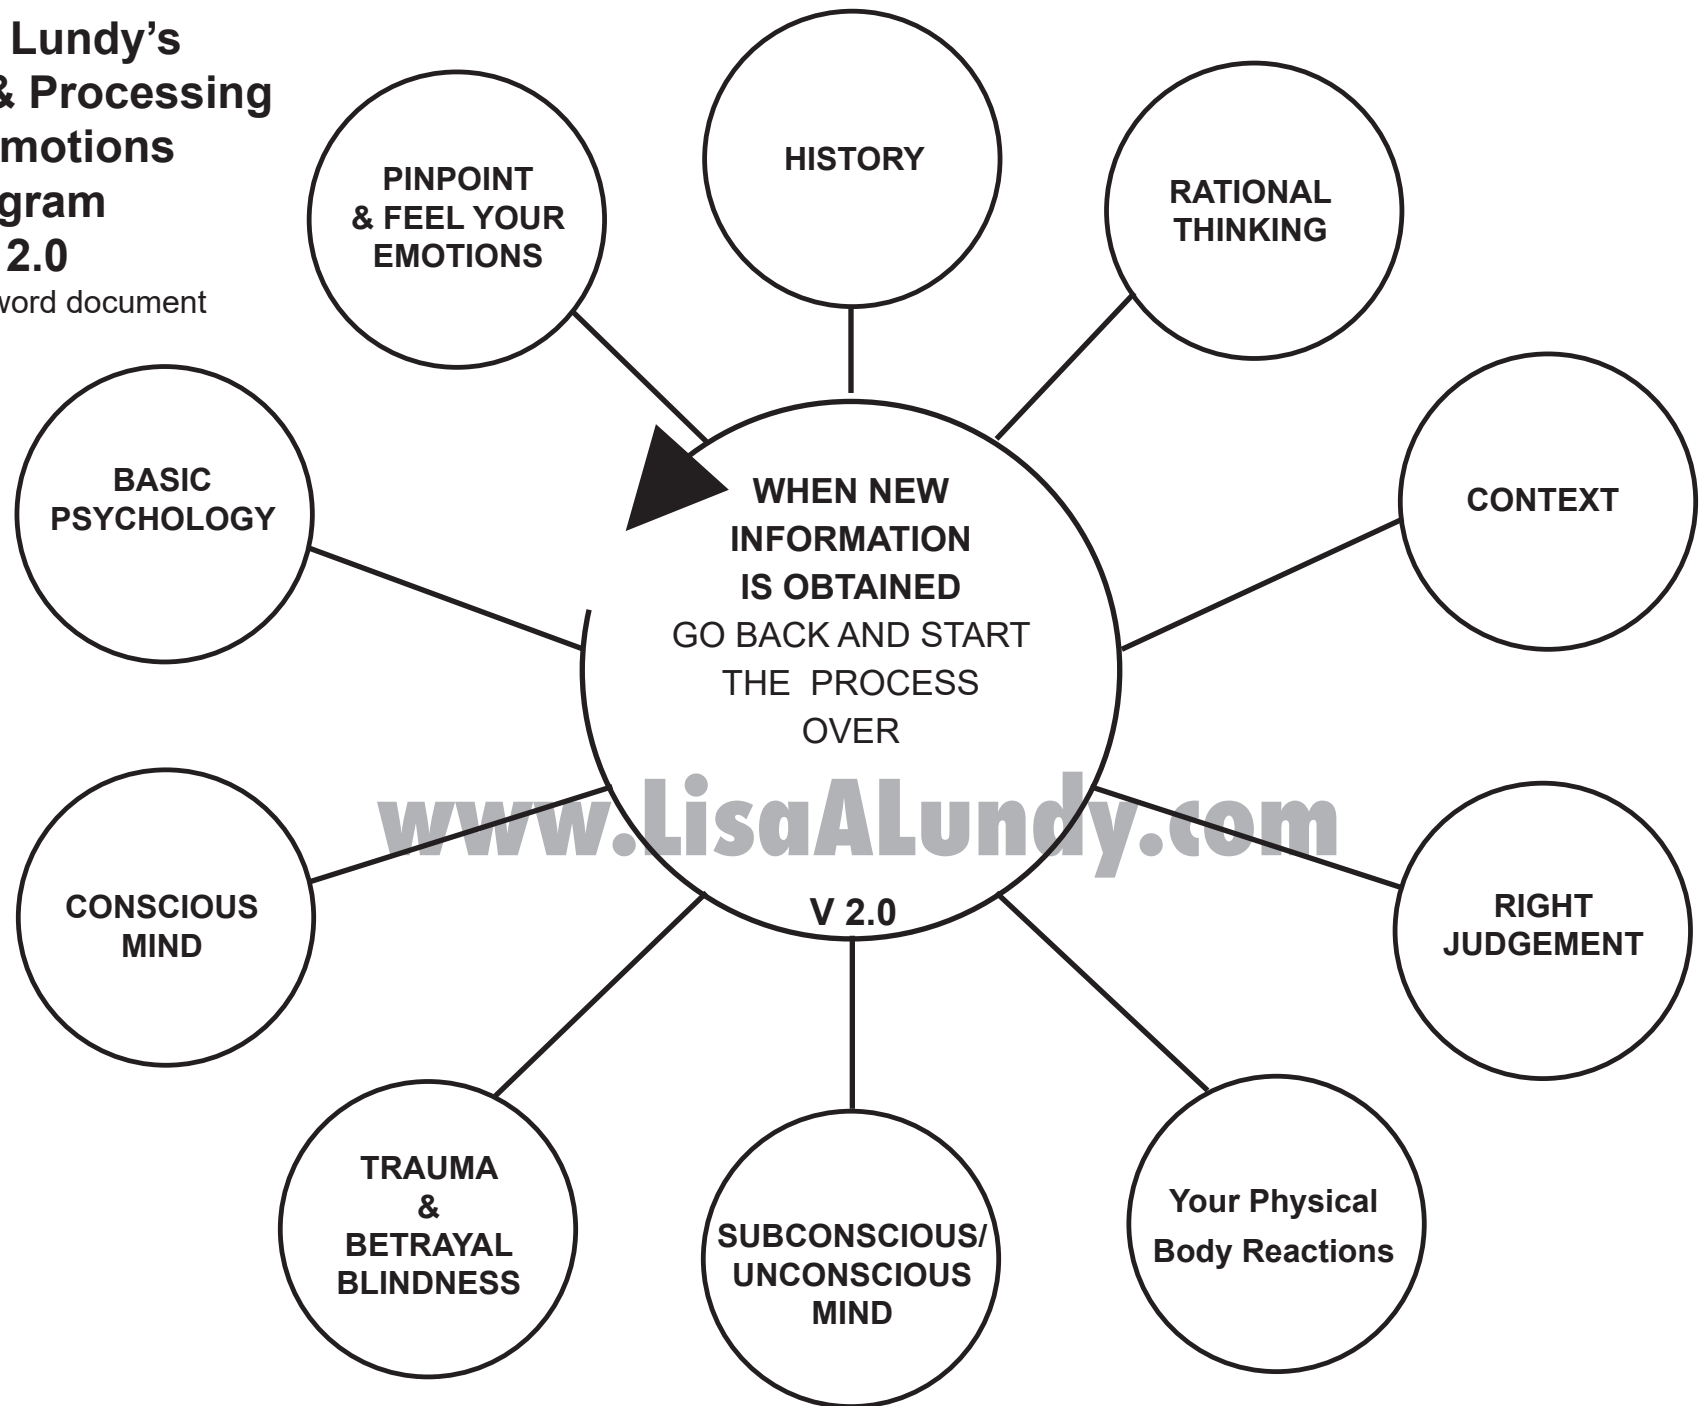 Lundy's
& Processing
motions
gram
2.0
word document
PINPOINT
& FEEL YOUR
EMOTIONS
HISTORY
RATIONAL
THINKING
CONTEXT
RIGHT
JUDGEMENT
Your Physical
Body Reactions
SUBCONSCIOUS/
UNCONSCIOUS
MIND
TRAUMA
&
BETRAYAL
BLINDNESS
CONSCIOUS
MIND
BASIC
PSYCHOLOGY
WHEN NEW
INFORMATION
IS OBTAINED
GO BACK AND START
THE PROCESS
OVER
www.LisaALundy.com
V 2.0